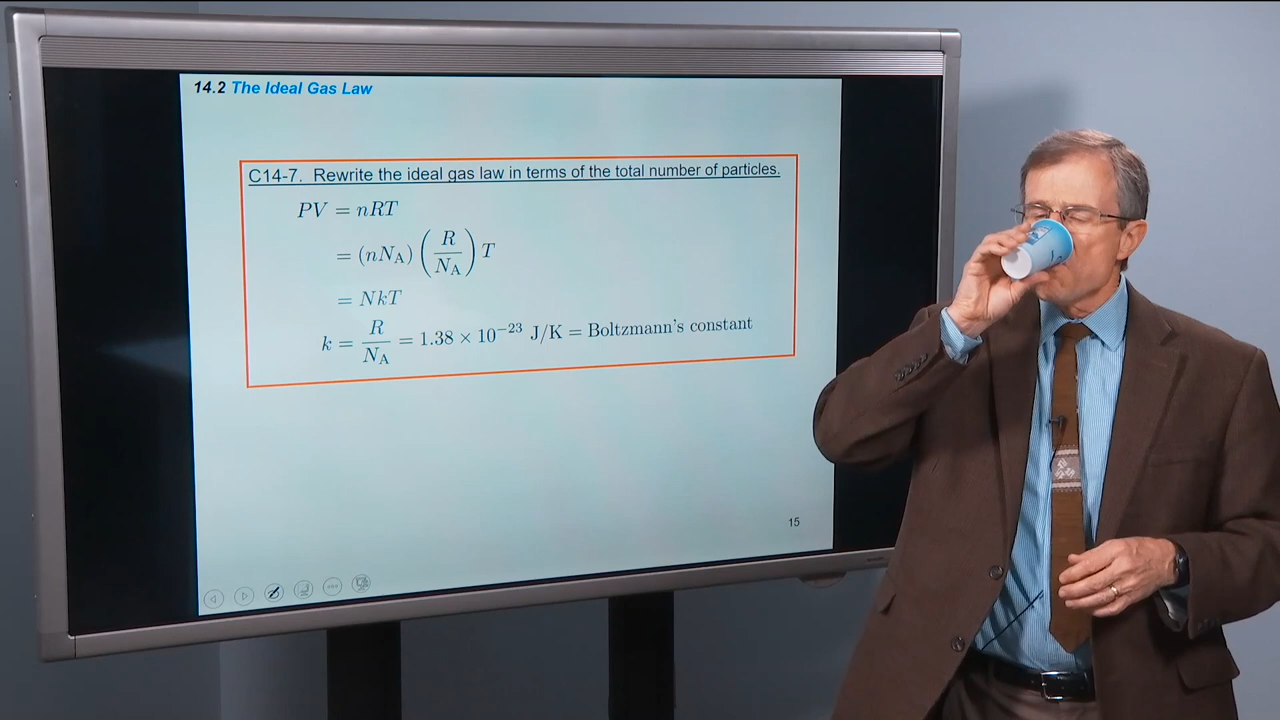 14.2 The Ideal Gas Law
C14-7. Rewrite the ideal gas law in terms of the total number of particles.
PV = nRT
= (nN_A) (R/N_A) T
= NkT
k = R/N_A = 1.38 × 10^−23 J/K = Boltzmann's constant
15